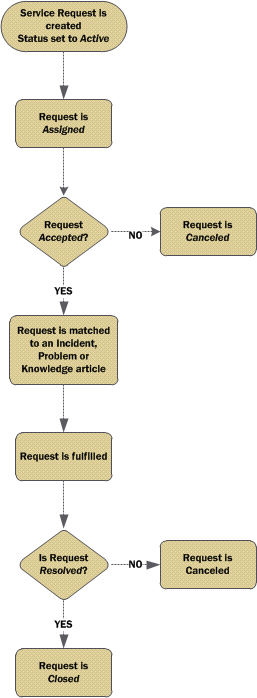 Service Request is
created
Status set to Active
Request is
Assigned
Request
Accepted?
NO
Request is
Canceled
YES
Request is matched
to an Incident,
Problem or
Knowledge article
Request is fulfilled
Is Request
Resolved?
NO
Request is
Canceled
YES
Request is
Closed